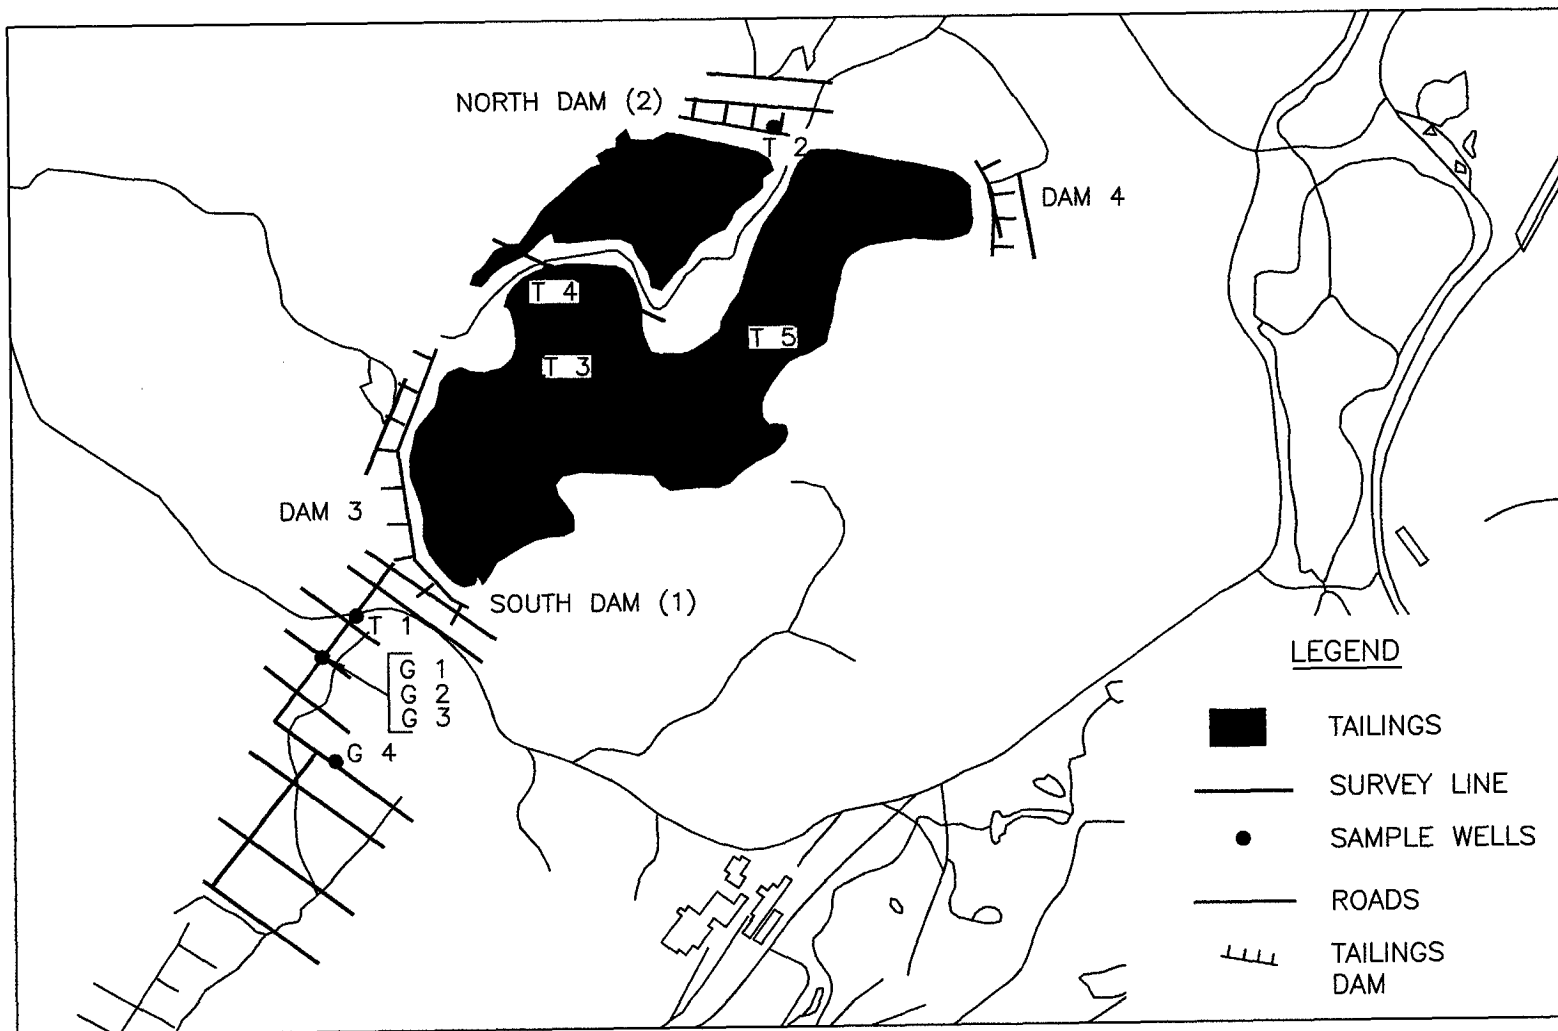 NORTH DAM (2)
T 2
DAM 4
T 4
T 5
T 3
DAM 3
SOUTH DAM (1)
T 1
G 1
G 2
G 3
G 4
LEGEND
TAILINGS
SURVEY LINE
SAMPLE WELLS
ROADS
TAILINGS
DAM